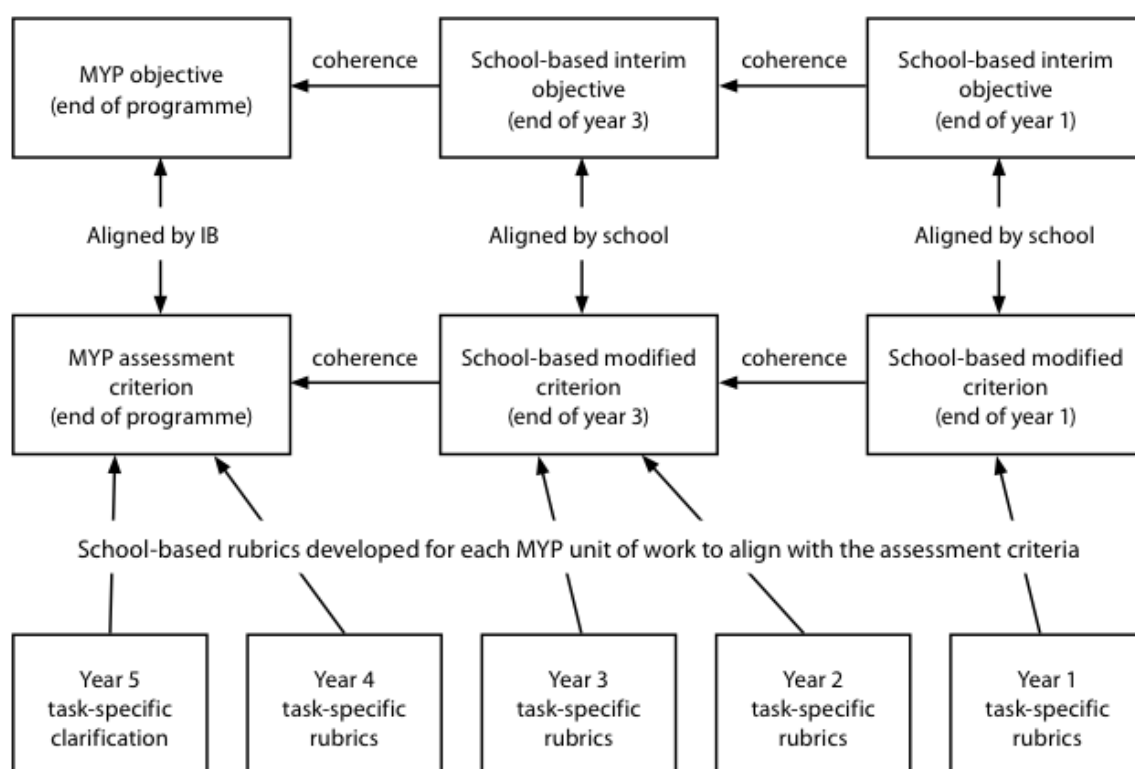 MYP objective
(end of programme)
coherence
School-based interim
objective
(end of year 3)
coherence
School-based interim
objective
(end of year 1)
Aligned by IB
Aligned by school
Aligned by school
MYP assessment
criterion
(end of programme)
coherence
School-based modified
criterion
(end of year 3)
coherence
School-based modified
criterion
(end of year 1)
School-based rubrics developed for each MYP unit of work to align with the assessment criteria
Year 5
task-specific
clarification
Year 4
task-specific
rubrics
Year 3
task-specific
rubrics
Year 2
task-specific
rubrics
Year 1
task-specific
rubrics